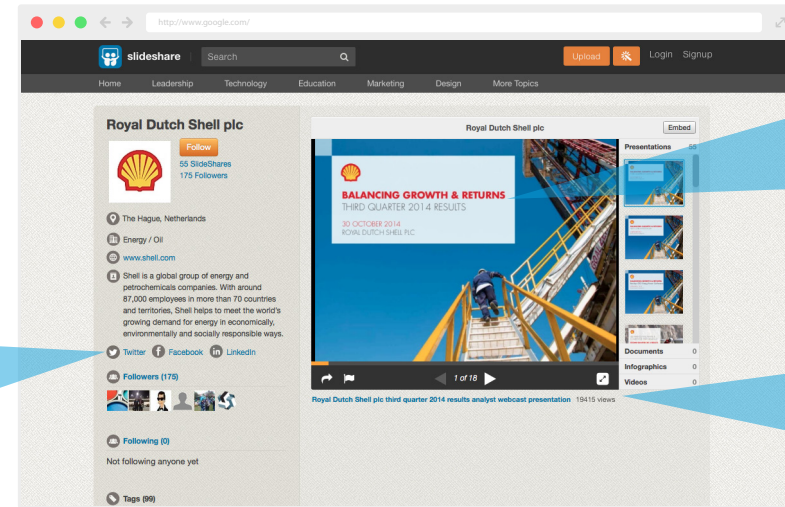 http://www.google.com/
slideshare
Search
Upload
Login Signup
Home Leadership Technology Education Marketing Design More Topics
Royal Dutch Shell plc
Follow
55 SlideShares
175 Followers
The Hague, Netherlands
Energy / Oil
www.shell.com
Shell is a global group of energy and
petrochemicals companies. With around
87,000 employees in more than 70 countries
and territories, Shell helps to meet the world's
growing demand for energy in economically,
environmentally and socially responsible ways.
Twitter Facebook in LinkedIn
Followers (175)
Following (0)
Not following anyone yet
Tags (99)
Royal Dutch Shell plc
Embed
BALANCING GROWTH & RETURNS
THIRD QUARTER 2014 RESULTS
30 OCTOBER 2014
ROYAL DUTCH SHELL PLC
1 of 18
Royal Dutch Shell plc third quarter 2014 results analyst webcast presentation 19415 views
Presentations 55
Documents 0
Infographics 0
Videos 0